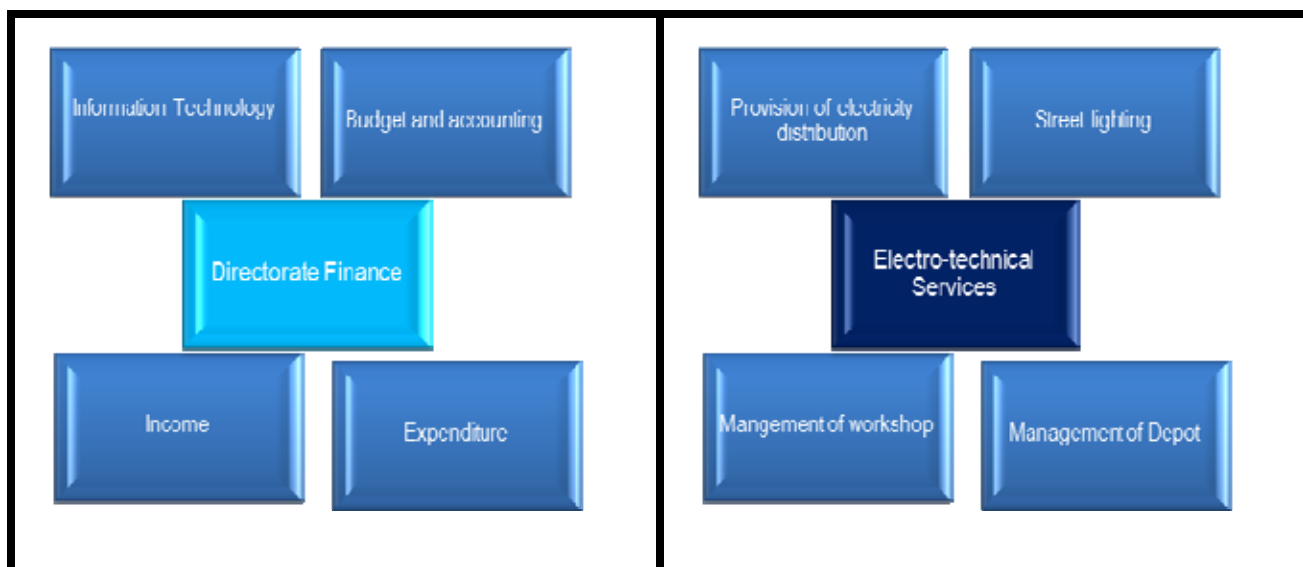 Information Technology
Budget and accounting
Directorate Finance
Income
Expenditure
Provision of electricity
distribution
Street lighting
Electro-technical
Services
Mangement of workshop
Management of Depot